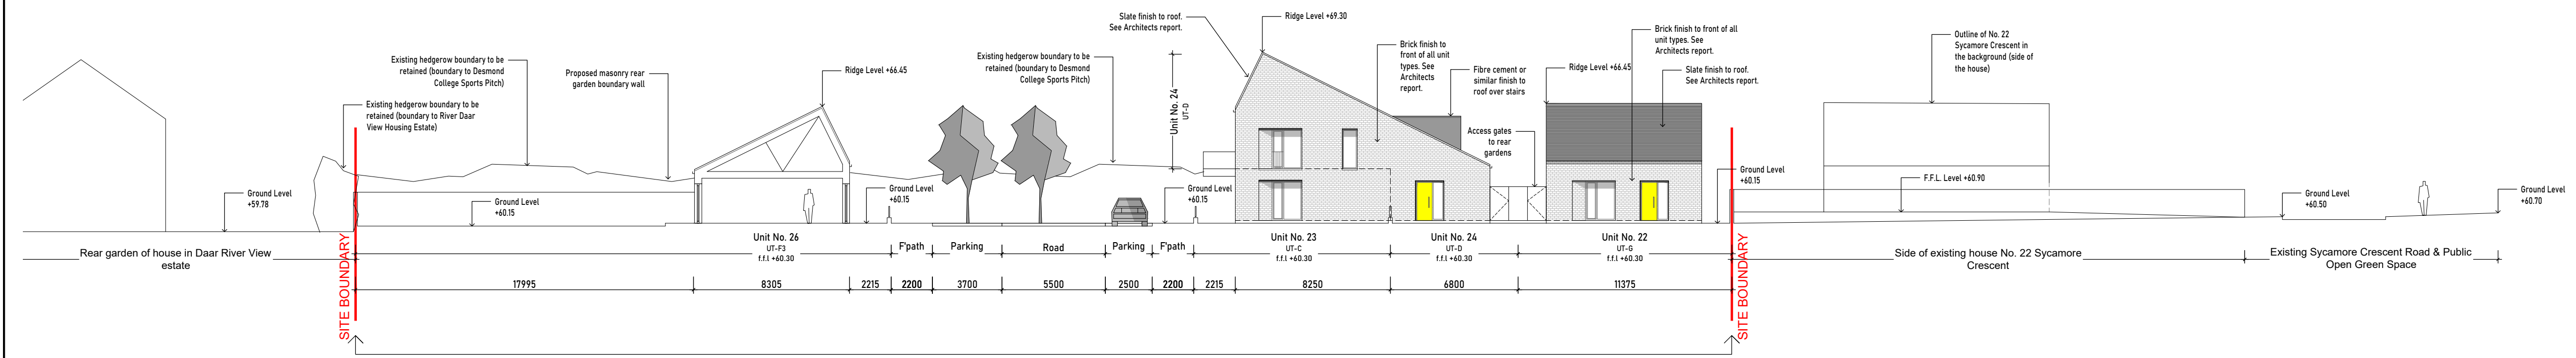 Slate finish to roof.
See Architects report.
Ridge Level +69.30
Existing hedgerow boundary to be
retained (boundary to Desmond
College Sports Pitch)
Proposed masonry rear
garden boundary wall
Ridge Level +66.45
Existing hedgerow boundary to be
retained (boundary to Desmond
College Sports Pitch)
Existing hedgerow boundary to be
retained (boundary to River Daar
View Housing Estate)
Unit No. 24
UT-D
Brick finish to
front of all unit
types. See
Architects
report.
Fibre cement or
similar finish to
roof over stairs
Access gates
to rear
gardens
Ridge Level +66.45
Brick finish to front of all
unit types. See
Architects report.
Slate finish to roof.
See Architects report.
Outline of No. 22
Sycamore Crescent in
the background (side of
the house)
Ground Level
+59.78
Ground Level
+60.15
Ground Level
+60.15
Ground Level
+60.15
Ground Level
+60.15
F.F.L. Level +60.90
Ground Level
+60.50
Ground Level
+60.70
Rear garden of house in Daar River View
estate
SITE BOUNDARY
Unit No. 26
UT-F3
f.f.l +60.30
F'path
Parking
Road
Parking
F'path
Unit No. 23
UT-C
f.f.l +60.30
Unit No. 24
UT-D
f.f.l +60.30
Unit No. 22
UT-G
f.f.l +60.30
SITE BOUNDARY
Side of existing house No. 22 Sycamore
Crescent
Existing Sycamore Crescent Road & Public
Open Green Space
17995
8305
2215
2200
3700
5500
2500
2200
2215
8250
6800
11375